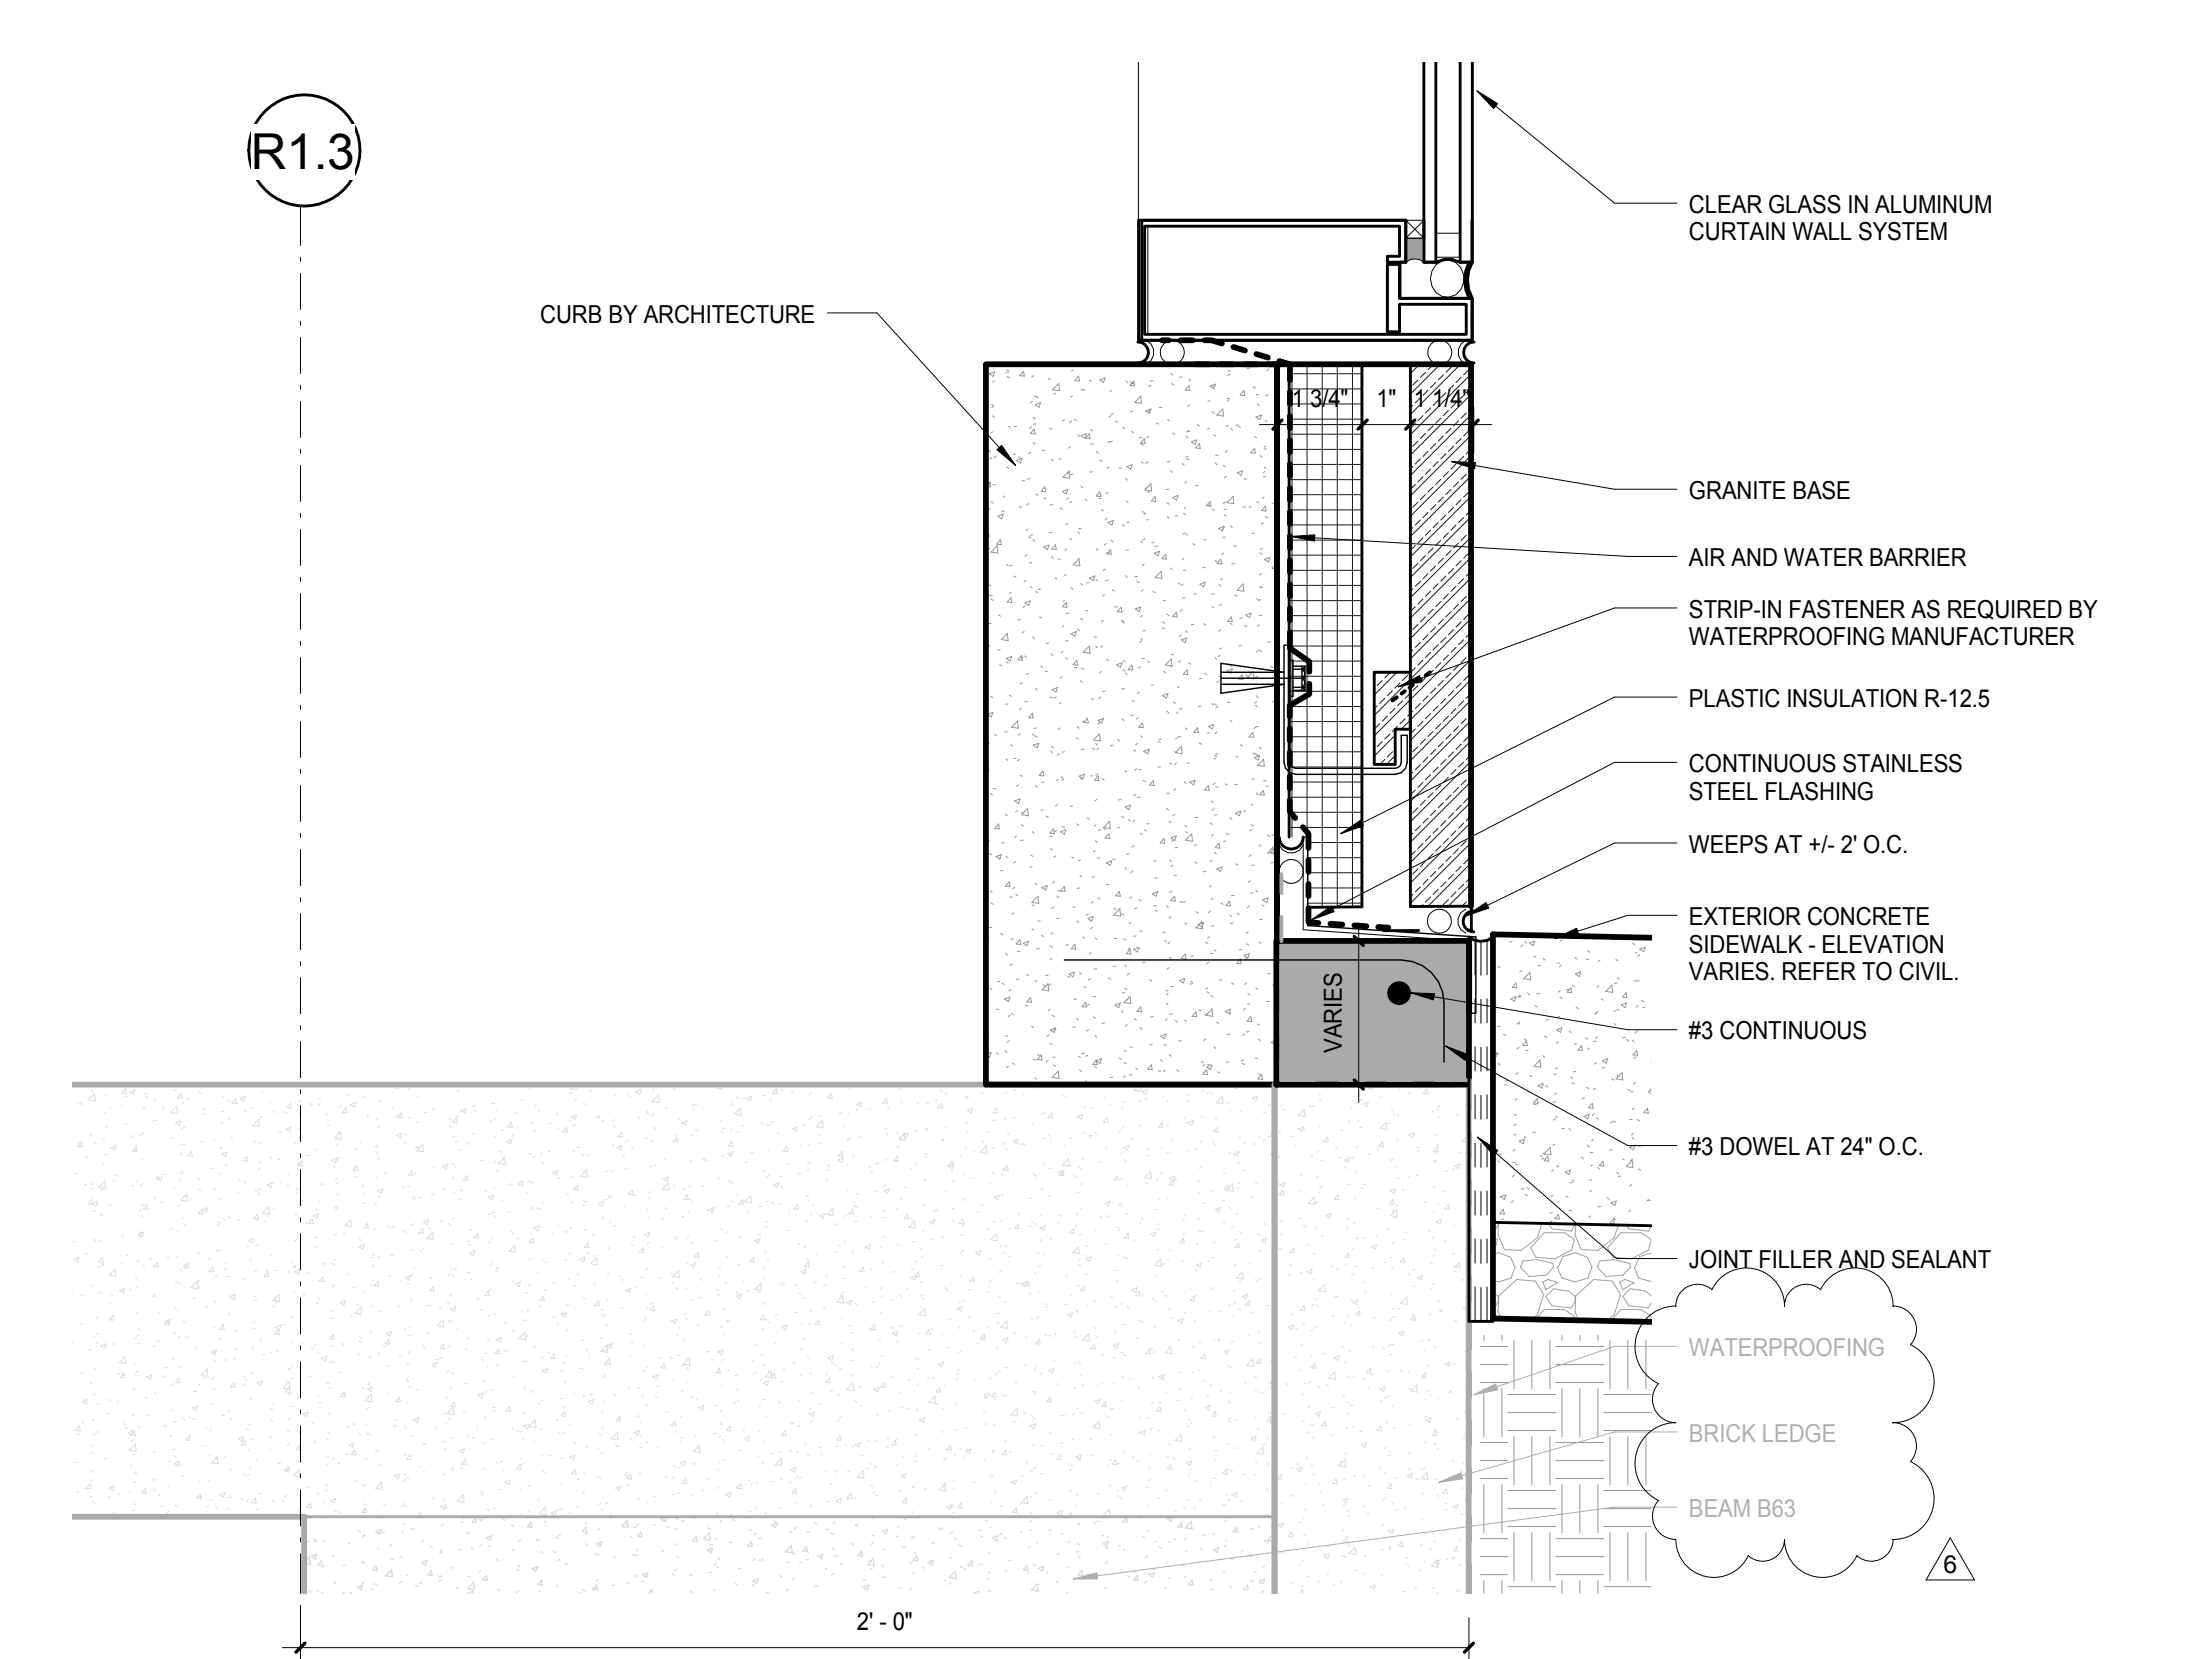 R1.3
CLEAR GLASS IN ALUMINUM
CURTAIN WALL SYSTEM
CURB BY ARCHITECTURE
1 3/4"
1"
1 1/4"
GRANITE BASE
AIR AND WATER BARRIER
STRIP-IN FASTENER AS REQUIRED BY
WATERPROOFING MANUFACTURER
PLASTIC INSULATION R-12.5
CONTINUOUS STAINLESS
STEEL FLASHING
WEEPS AT +/- 2' O.C.
EXTERIOR CONCRETE
SIDEWALK - ELEVATION
VARIES. REFER TO CIVIL.
VARIES
#3 CONTINUOUS
#3 DOWEL AT 24" O.C.
JOINT FILLER AND SEALANT
WATERPROOFING
BRICK LEDGE
BEAM B63
6
2' - 0"